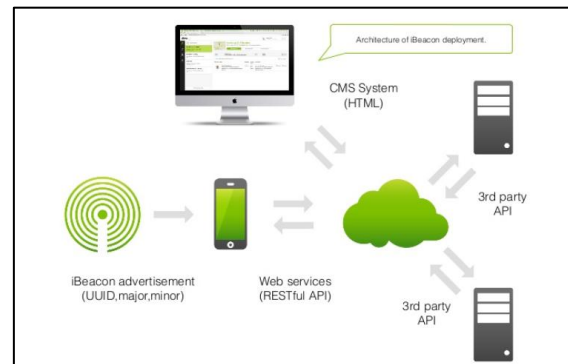 Architecture of iBeacon deployment.
CMS System
(HTML)
3rd party
API
iBeacon advertisement
(UUID,major,minor)
Web services
(RESTful API)
3rd party
API